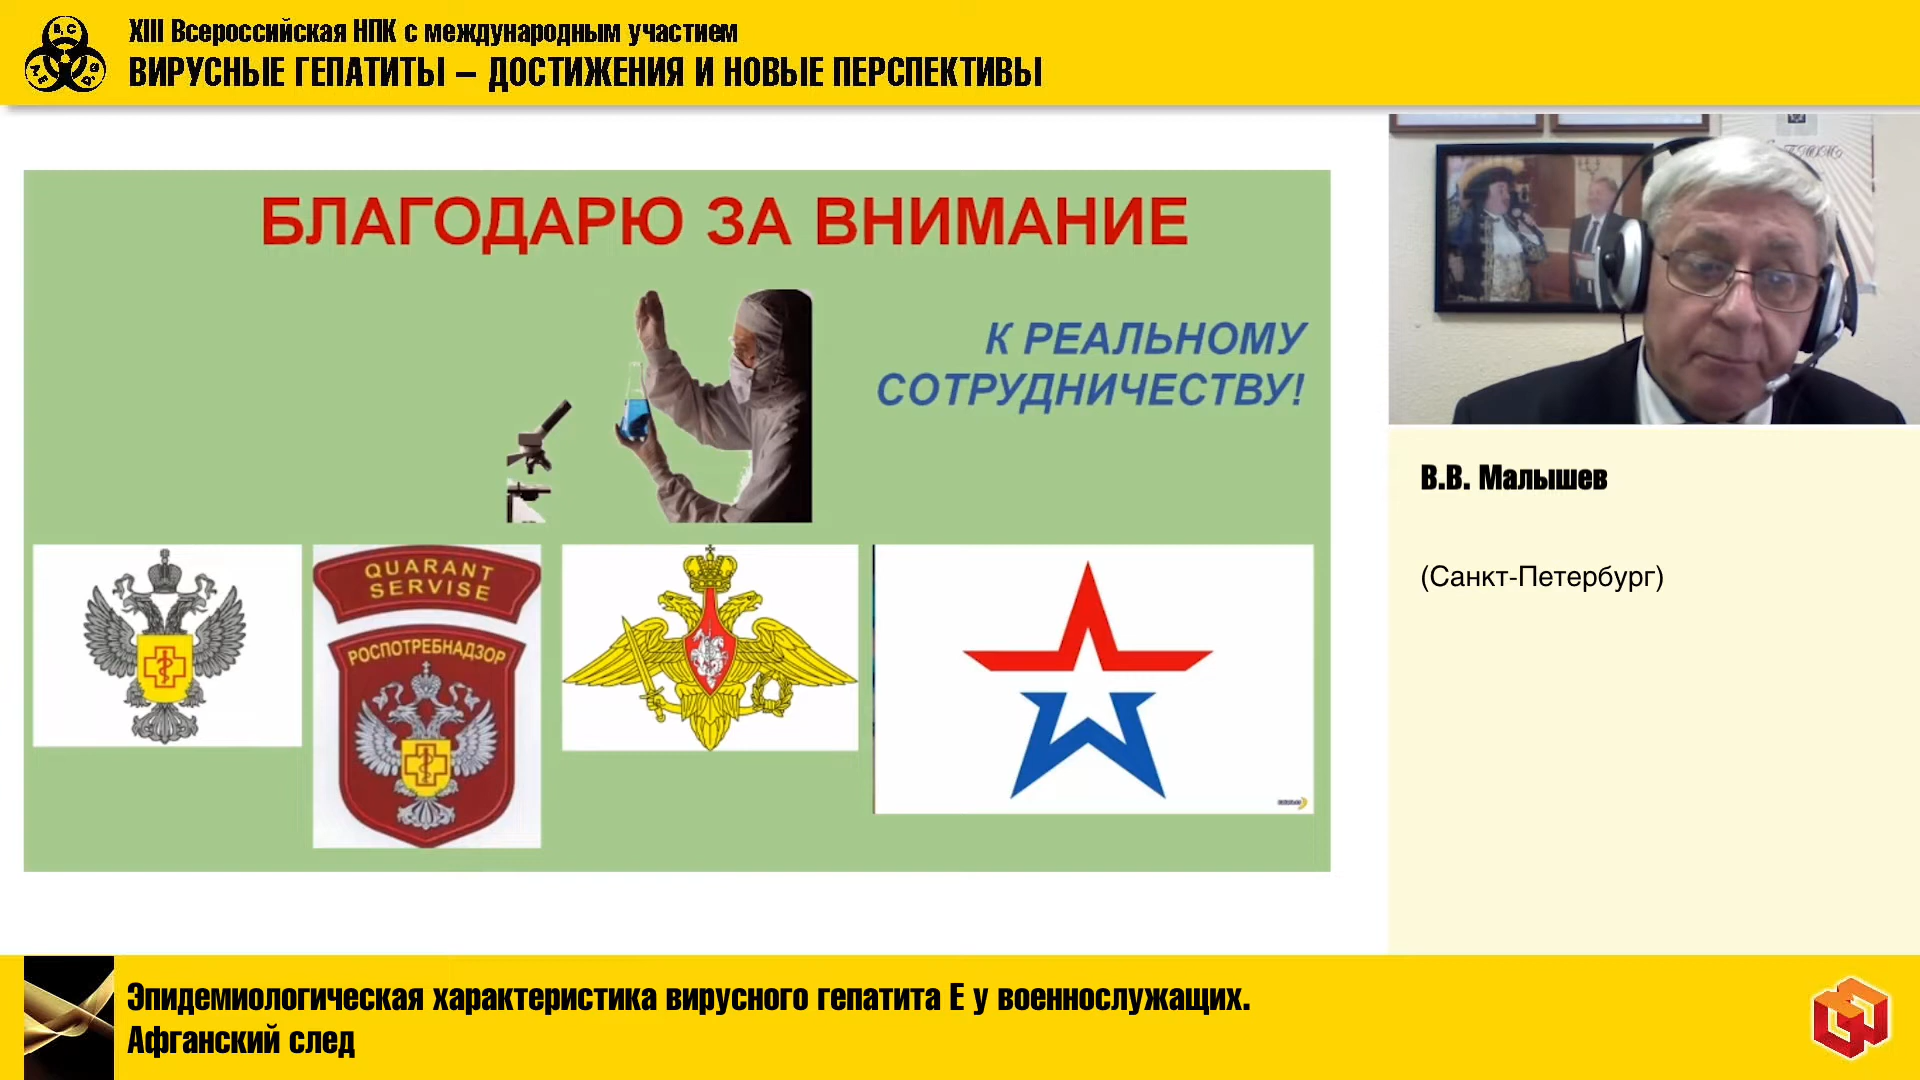 XIII Всероссийская НПК с международным участием
ВИРУСНЫЕ ГЕПАТИТЫ – ДОСТИЖЕНИЯ И НОВЫЕ ПЕРСПЕКТИВЫ
БЛАГОДАРЮ ЗА ВНИМАНИЕ
К РЕАЛЬНОМУ
СОТРУДНИЧЕСТВУ!
QUARANT
SERVISE
РОСПОТРЕБНАДЗОР
В.В. Малышев
(Санкт-Петербург)
Эпидемиологическая характеристика вирусного гепатита Е у военнослужащих.
Афганский след